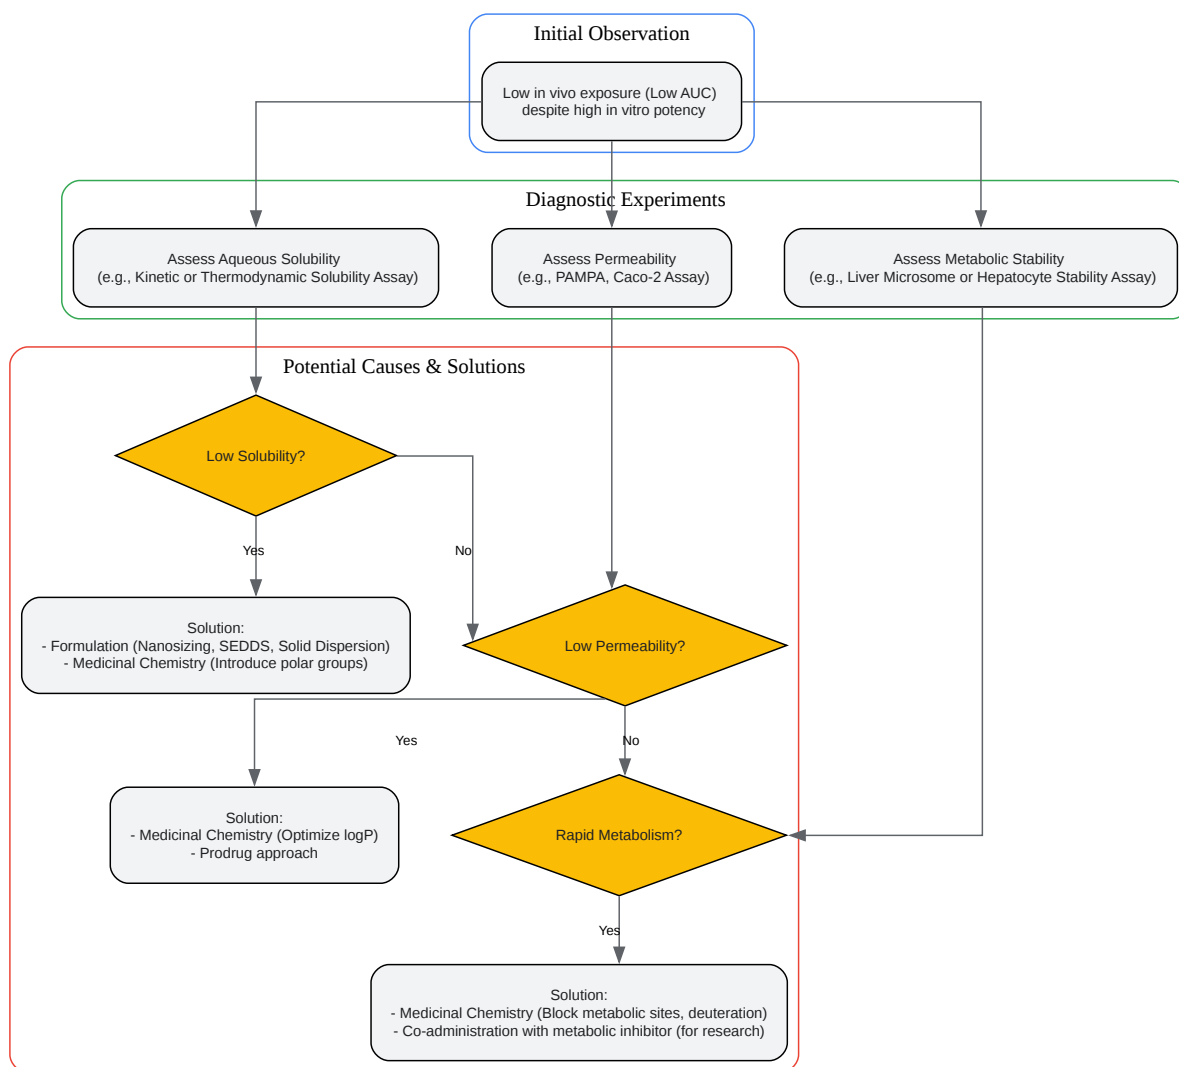 Initial Observation
Low in vivo exposure (Low AUC)
despite high in vitro potency
Diagnostic Experiments
Assess Aqueous Solubility
(e.g., Kinetic or Thermodynamic Solubility Assay)
Assess Permeability
(e.g., PAMPA, Caco-2 Assay)
Assess Metabolic Stability
(e.g., Liver Microsome or Hepatocyte Stability Assay)
Potential Causes & Solutions
Low Solubility?
Yes
No
Solution:
- Formulation (Nanosizing, SEDDS, Solid Dispersion)
- Medicinal Chemistry (Introduce polar groups)
Low Permeability?
Yes
No
Solution:
- Medicinal Chemistry (Optimize logP)
- Prodrug approach
Rapid Metabolism?
Yes
Solution:
- Medicinal Chemistry (Block metabolic sites, deuteration)
- Co-administration with metabolic inhibitor (for research)